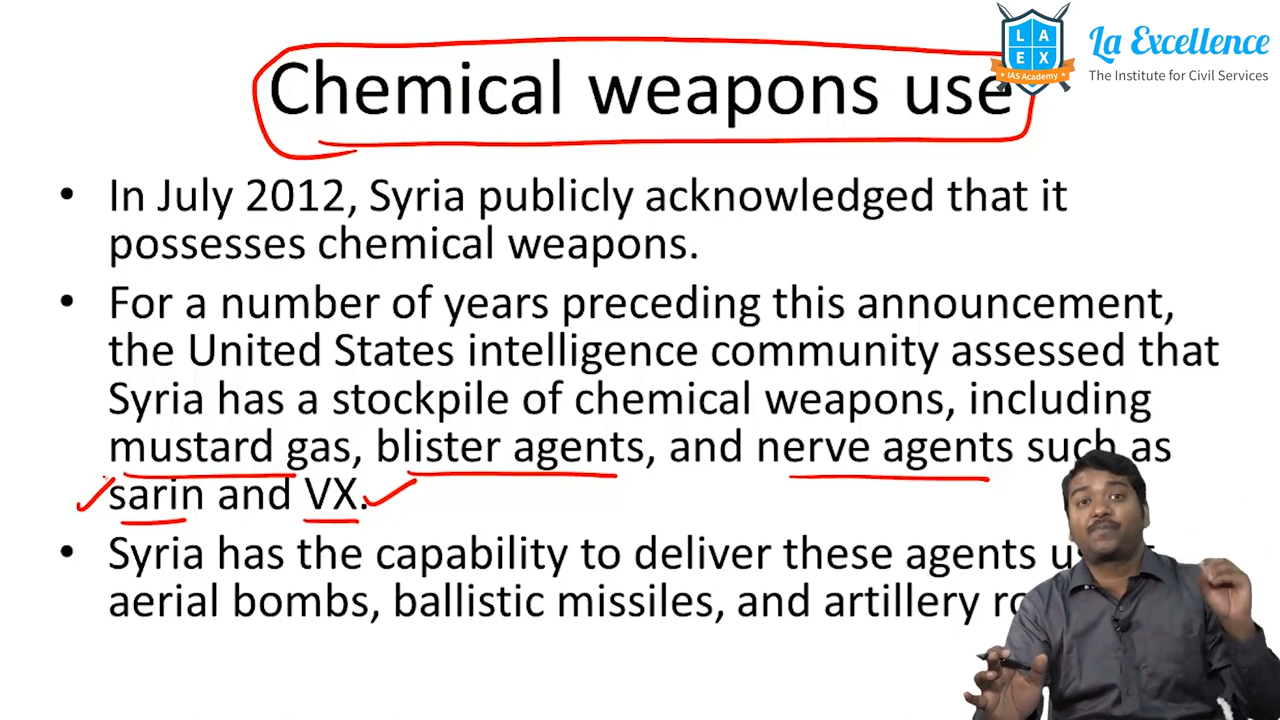 LA
EX
IAS Academy
La Excellence
The Institute for Civil Services
Chemical weapons use
• In July 2012, Syria publicly acknowledged that it
possesses chemical weapons.
• For a number of years preceding this announcement,
the United States intelligence community assessed that
Syria has a stockpile of chemical weapons, including
mustard gas, blister agents, and nerve agents such as
sarin and VX.
• Syria has the capability to deliver these agents
aerial bombs, ballistic missiles, and artillery